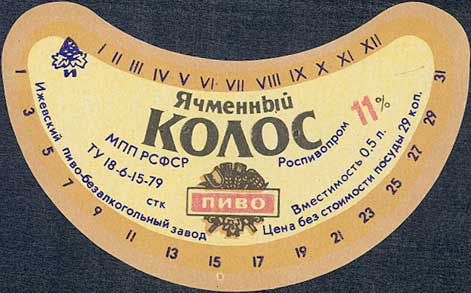 I II III IV V VI VII VIII IX X XI XII
И
Ячменный
КОЛОС
11%
МПП РСФСР
ТУ 18-6-15-79
стк
Роспивопром
ПИВО
Вместимость 0,5 л.
Цена без стоимости посуды 29 коп.
Ижевский пиво-безалкогольный завод
1 3 5 7 9 11 13 15 17 19 21 23 25 27 29 31